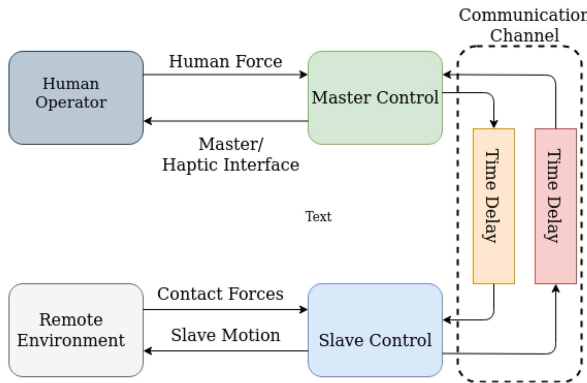 Communication
Channel
Human Force
Human
Operator
Master Control
Master/
Haptic Interface
Time Delay
Time Delay
Text
Contact Forces
Remote
Environment
Slave Motion
Slave Control